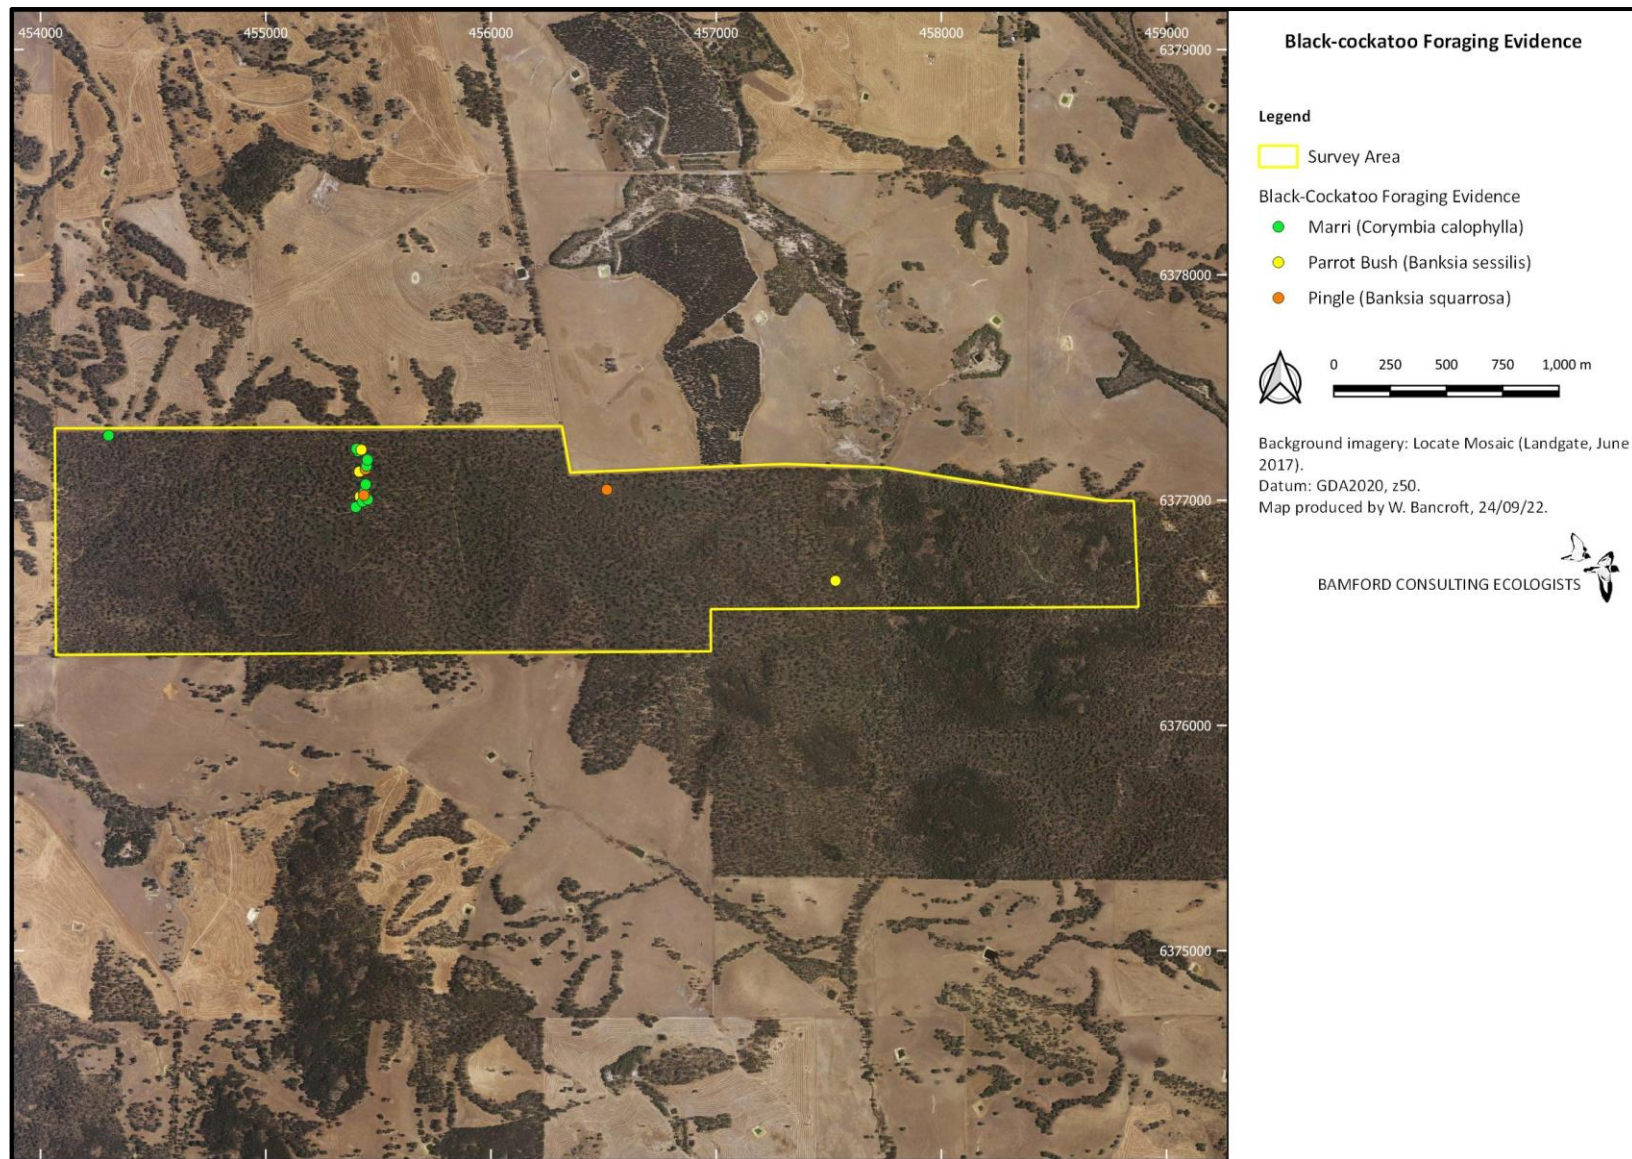 454000
455000
456000
457000
458000
459000
6379000
6378000
6377000
6376000
6375000
Black-cockatoo Foraging Evidence
Legend
Survey Area
Black-Cockatoo Foraging Evidence
Marri (Corymbia calophylla)
Parrot Bush (Banksia sessilis)
Pingle (Banksia squarrosa)
0 250 500 750 1,000 m
Background imagery: Locate Mosaic (Landgate, June
2017).
Datum: GDA2020, z50.
Map produced by W. Bancroft, 24/09/22.
BAMFORD CONSULTING ECOLOGISTS